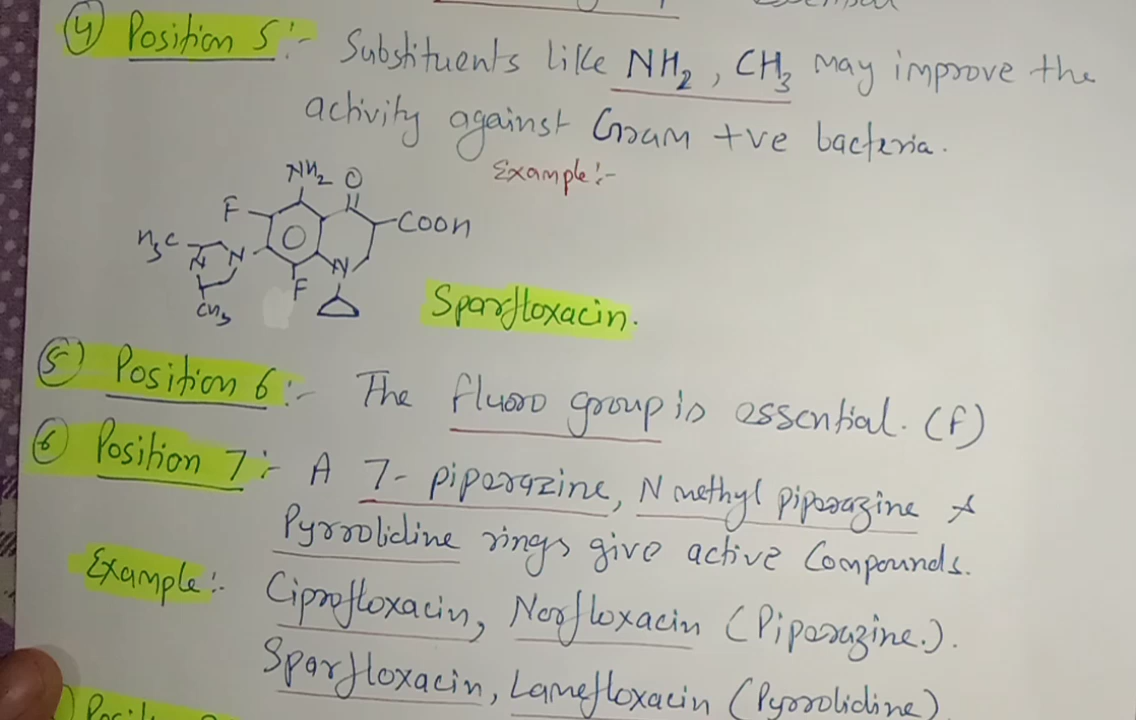 ④ Position 5 :- Substituents like NH₂, CH₃ may improve the
activity against Gram +ve bacteria.
Example :-
NH₂ O
F COOH
H₃C N N N
F
CH₃
Sparfloxacin.
⑤ Position 6 :- The fluoro group is essential. (F)
⑥ Position 7 :- A 7- piperazine, N methyl piperazine &
Pyrrolidine rings give active Compounds.
Example :- Ciprofloxacin, Norfloxacin (Piperazine.).
Sparfloxacin, Lamefloxacin (Pyrrolidine)